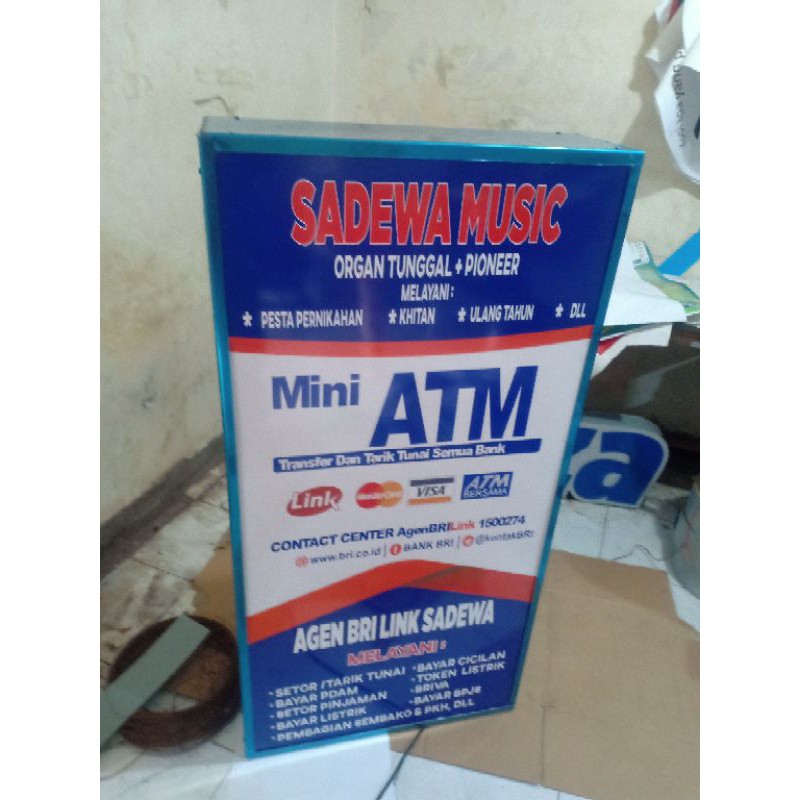 SADEWA MUSIC
ORGAN TUNGGAL + PIONEER
MELAYANI :
* PESTA PERNIKAHAN * KHITAN * ULANG TAHUN * DLL
Mini ATM
Transfer Dan Tarik Tunai Semua Bank
Link MasterCard VISA ATM BERSAMA
CONTACT CENTER AgenBRILink 1500274
www.bri.co.id | BANK BRI | @kontakBRI
AGEN BRI LINK SADEWA
MELAYANI :
- SETOR / TARIK TUNAI
- BAYAR PDAM
- SETOR PINJAMAN
- BAYAR LISTRIK
- PEMBAGIAN SEMBAKO & PKH, DLL
- BAYAR CICILAN
- TOKEN LISTRIK
- BRIVA
- BAYAR BPJS
za